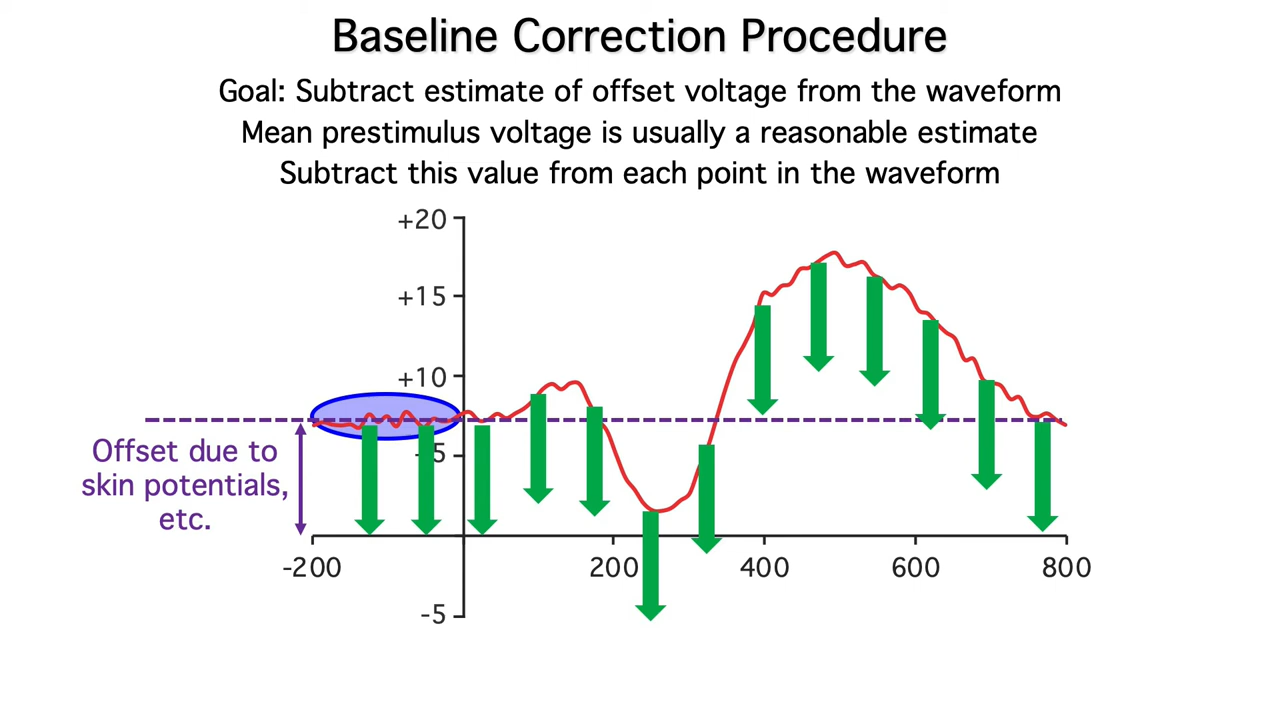 Baseline Correction Procedure
Goal: Subtract estimate of offset voltage from the waveform
Mean prestimulus voltage is usually a reasonable estimate
Subtract this value from each point in the waveform
+20
+15
+10
+5
Offset due to
skin potentials,
etc.
-200
200
400
600
800
-5